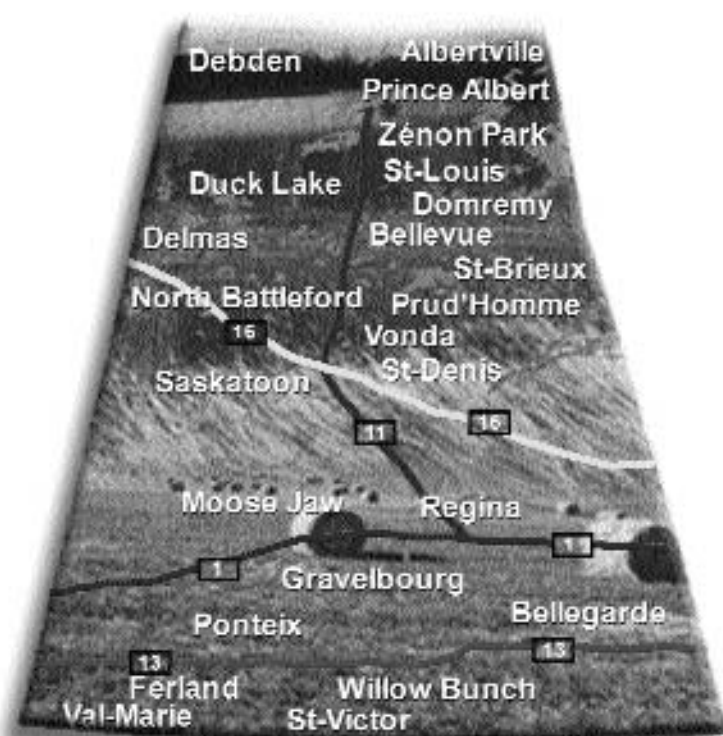 Debden
Albertville
Prince Albert
Zénon Park
St-Louis
Duck Lake
Domremy
Bellevue
Delmas
St-Brieux
North Battleford
Prud'Homme
16
Vonda
St-Denis
Saskatoon
16
11
Moose Jaw
Regina
1
1
Gravelbourg
Bellegarde
Ponteix
13
13
Ferland
Willow Bunch
Val-Marie
St-Victor